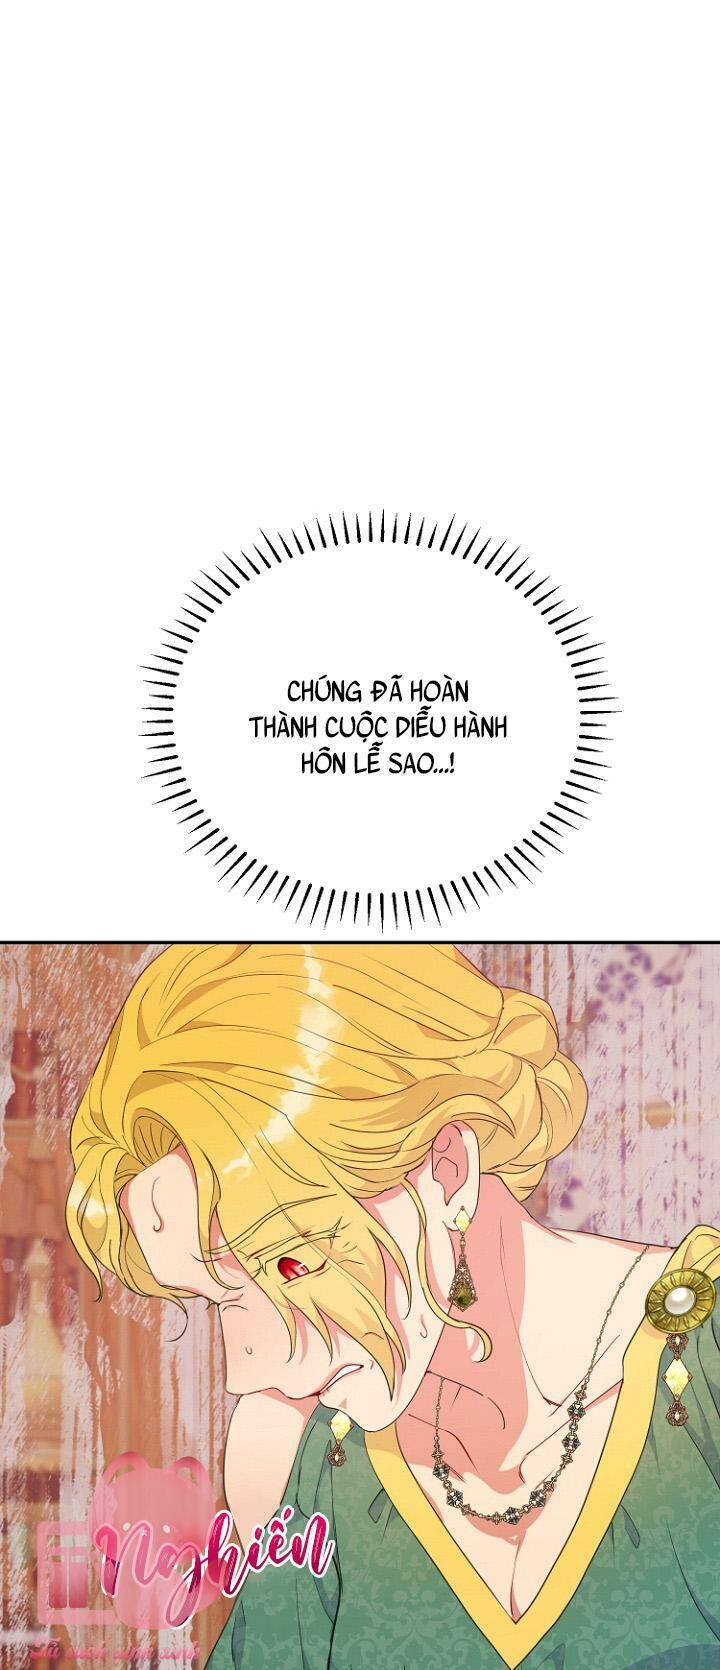 CHÚNG ĐÃ HOÀN
THÀNH CUỘC DIỄU HÀNH
HÔN LỄ SAO...!
Nghiến